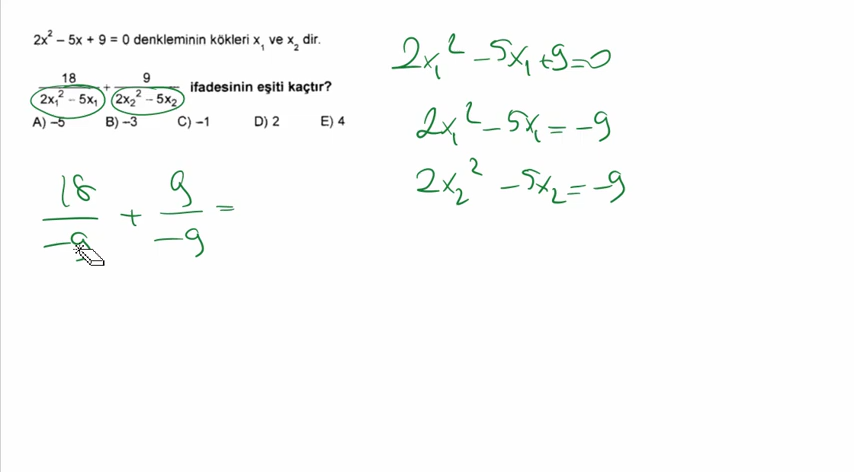 2x² – 5x + 9 = 0 denkleminin kökleri x₁ ve x₂ dir.
18/(2x₁² – 5x₁) + 9/(2x₂² – 5x₂) ifadesinin eşiti kaçtır?
A) –5 B) –3 C) –1 D) 2 E) 4
2x₁² – 5x₁ + 9 = 0
2x₁² – 5x₁ = –9
2x₂² – 5x₂ = –9
18/–9 + 9/–9 =